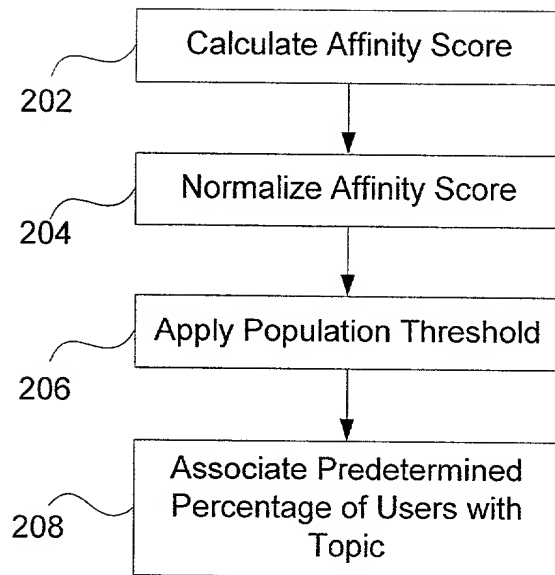 Calculate Affinity Score
202
Normalize Affinity Score
204
Apply Population Threshold
206
Associate Predetermined
Percentage of Users with
Topic
208